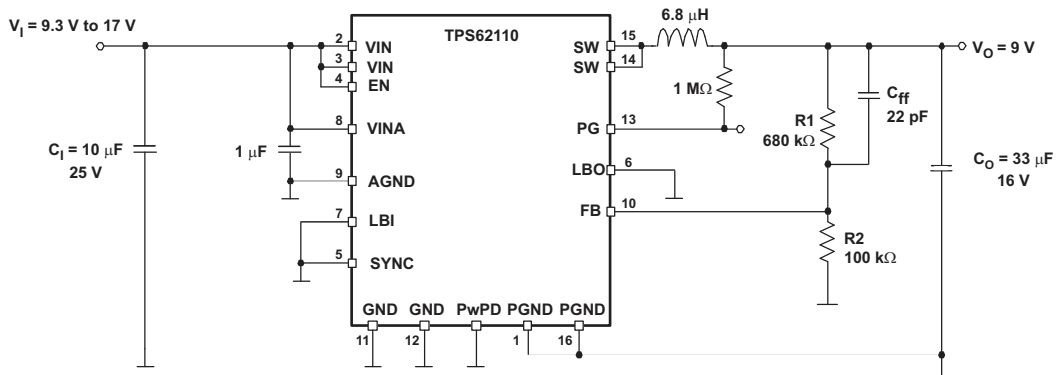 V_I = 9.3 V to 17 V
TPS62110
6.8 μH
V_O = 9 V
2 VIN
3 VIN
4 EN
8 VINA
9 AGND
7 LBI
5 SYNC
SW 15
SW 14
PG 13
LBO 6
FB 10
1 MΩ
R1
680 kΩ
C_ff
22 pF
C_I = 10 μF
25 V
1 μF
C_O = 33 μF
16 V
R2
100 kΩ
GND GND PwPD PGND PGND
11 12 1 16